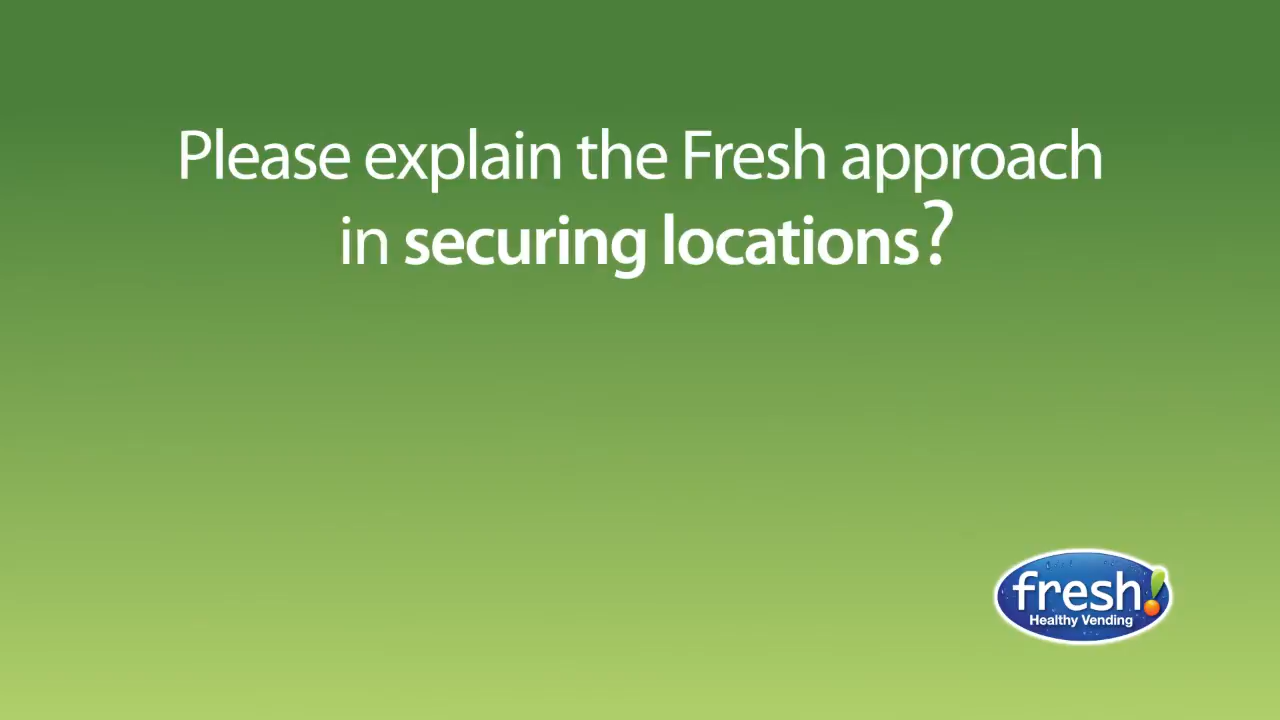 Please explain the Fresh approach
in securing locations?
fresh!
Healthy Vending